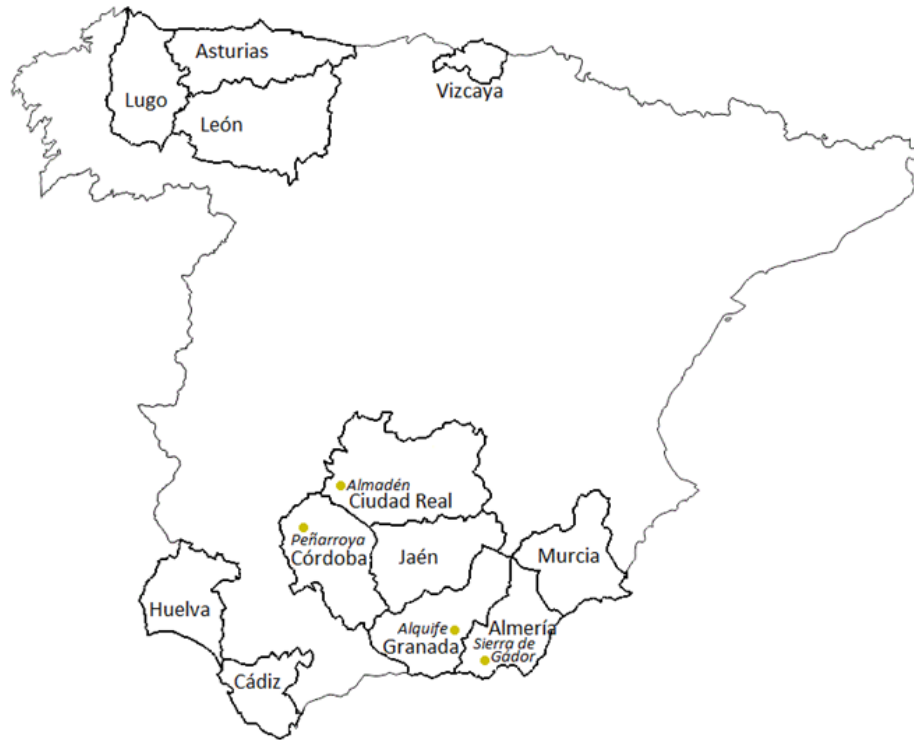 Asturias
Vizcaya
Lugo
León
Almadén
Ciudad Real
Peñarroya
Córdoba
Jaén
Murcia
Huelva
Alquife
Granada
Almería
Sierra de
Gádor
Cádiz